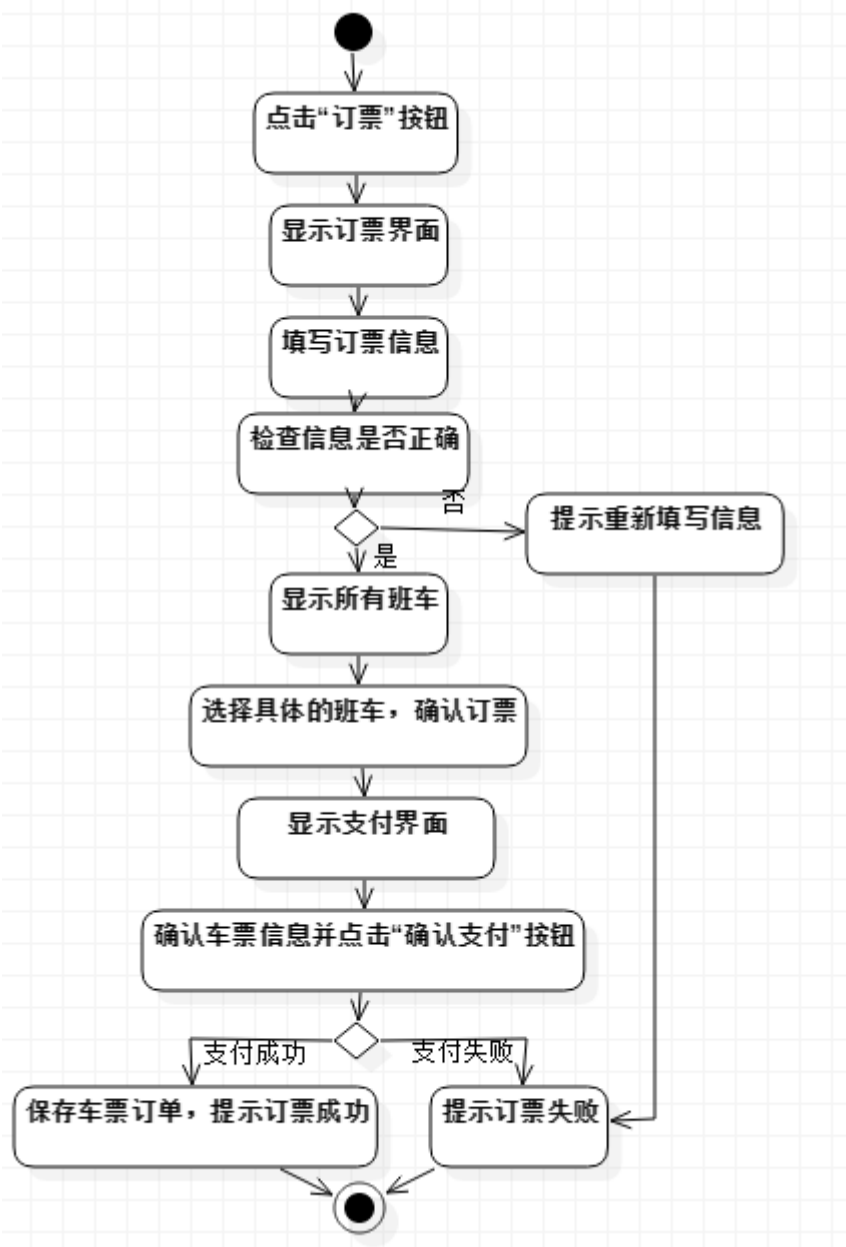 点击“订票”按钮
显示订票界面
填写订票信息
检查信息是否正确
否
提示重新填写信息
是
显示所有班车
选择具体的班车，确认订票
显示支付界面
确认车票信息并点击“确认支付”按钮
支付成功
支付失败
保存车票订单，提示订票成功
提示订票失败